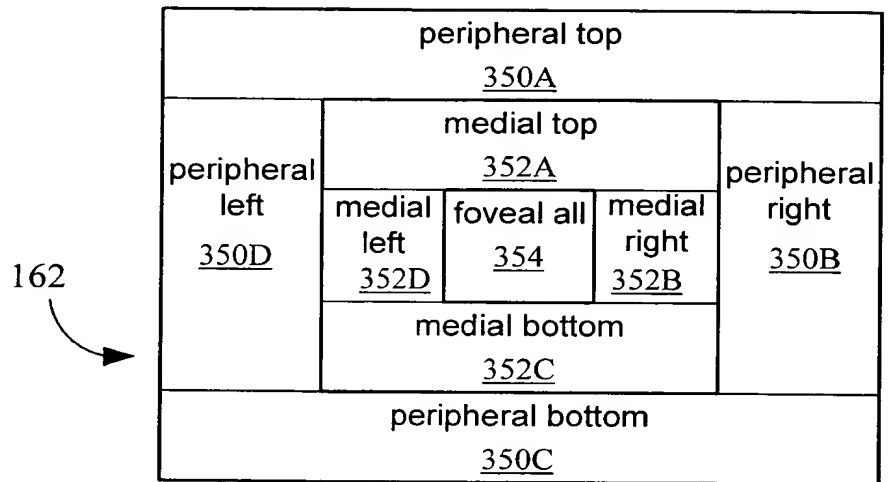 peripheral top
350A
medial top
352A
peripheral
left
350D
medial
left
352D
foveal all
354
medial
right
352B
peripheral
right
350B
162
medial bottom
352C
peripheral bottom
350C